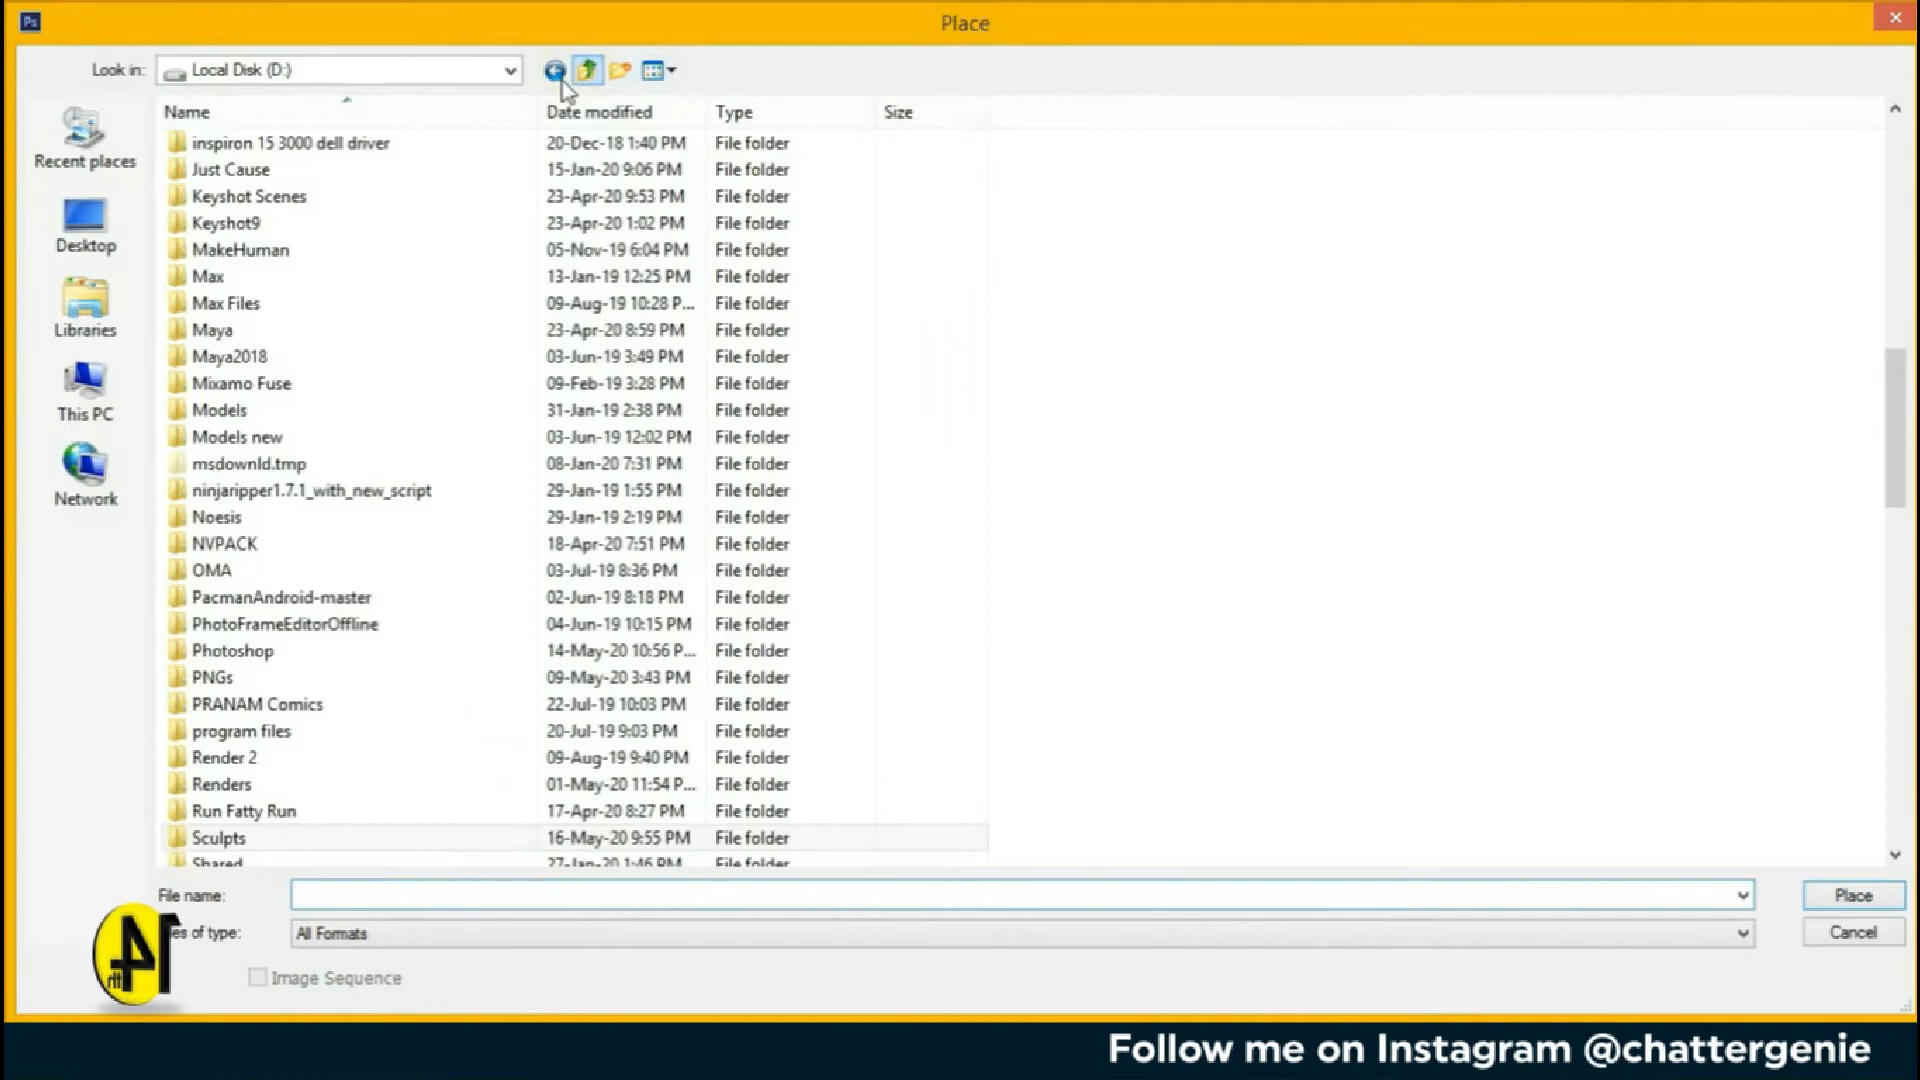 Ps
Place
Look in: Local Disk (D:)
Name Date modified Type Size
Recent places
Desktop
Libraries
This PC
Network
inspiron 15 3000 dell driver 20-Dec-18 1:40 PM File folder
Just Cause 15-Jan-20 9:06 PM File folder
Keyshot Scenes 23-Apr-20 9:53 PM File folder
Keyshot9 23-Apr-20 1:02 PM File folder
MakeHuman 05-Nov-19 6:04 PM File folder
Max 13-Jan-19 12:25 PM File folder
Max Files 09-Aug-19 10:28 P... File folder
Maya 23-Apr-20 8:59 PM File folder
Maya2018 03-Jun-19 3:49 PM File folder
Mixamo Fuse 09-Feb-19 3:28 PM File folder
Models 31-Jan-19 2:38 PM File folder
Models new 03-Jun-19 12:02 PM File folder
msdownld.tmp 08-Jan-20 7:31 PM File folder
ninjaripper1.7.1_with_new_script 29-Jan-19 1:55 PM File folder
Noesis 29-Jan-19 2:19 PM File folder
NVPACK 18-Apr-20 7:51 PM File folder
OMA 03-Jul-19 8:36 PM File folder
PacmanAndroid-master 02-Jun-19 8:18 PM File folder
PhotoFrameEditorOffline 04-Jun-19 10:15 PM File folder
Photoshop 14-May-20 10:56 P... File folder
PNGs 09-May-20 3:43 PM File folder
PRANAM Comics 22-Jul-19 10:03 PM File folder
program files 20-Jul-19 9:03 PM File folder
Render 2 09-Aug-19 9:40 PM File folder
Renders 01-May-20 11:54 P... File folder
Run Fatty Run 17-Apr-20 8:27 PM File folder
Sculpts 16-May-20 9:55 PM File folder
Shared 27-Jan-20 1:46 PM File folder
File name: Place
es of type: All Formats Cancel
Image Sequence
14th
Follow me on Instagram @chattergenie